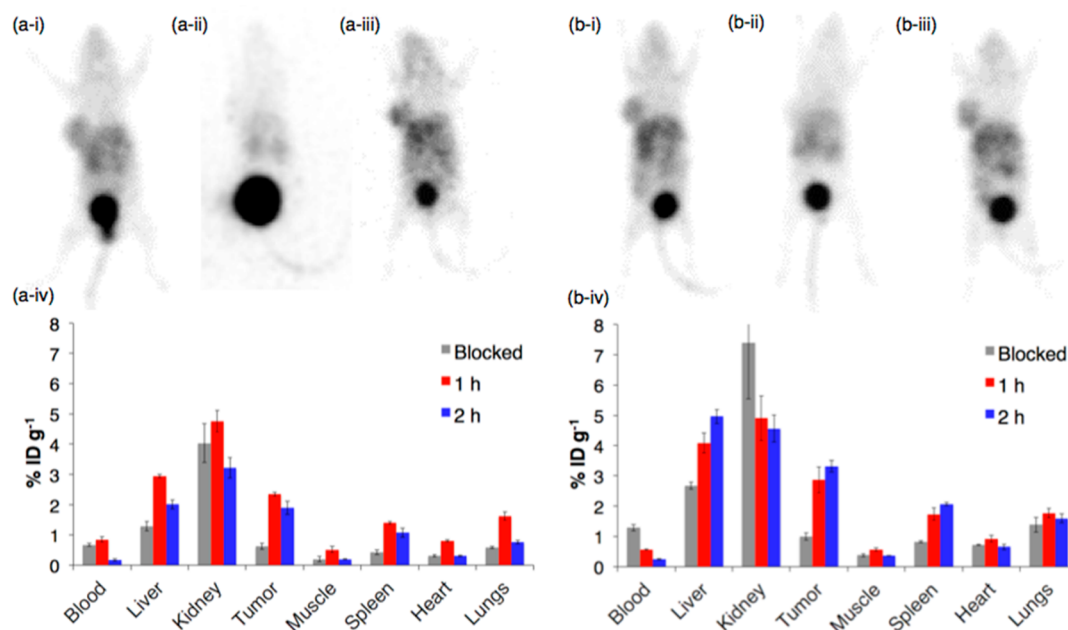 (a-i) (a-ii) (a-iii) (b-i) (b-ii) (b-iii)
(a-iv) (b-iv)
8
7
6
5
4
3
2
1
0
% ID g-1
Blocked
1 h
2 h
Blood Liver Kidney Tumor Muscle Spleen Heart Lungs
8
7
6
5
4
3
2
1
0
% ID g-1
Blocked
1 h
2 h
Blood Liver Kidney Tumor Muscle Spleen Heart Lungs